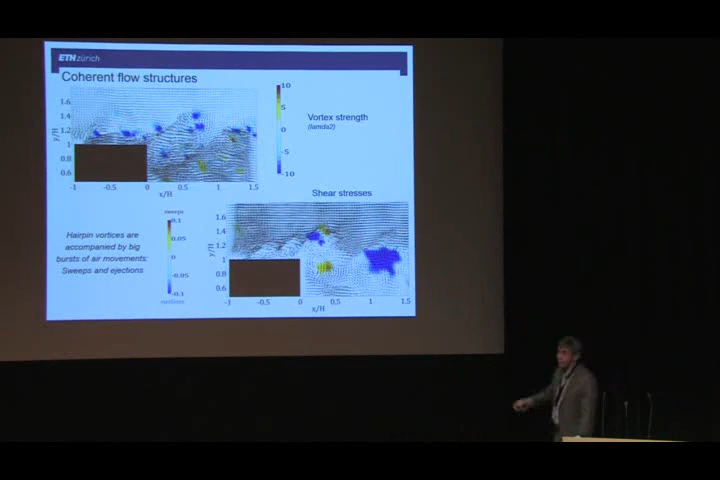 ETHzürich
Coherent flow structures
1.6
1.4
1.2
1
0.8
0.6
y/H
-1
-0.5
0
0.5
1
1.5
x/H
10
5
0
-5
-10
Vortex strength
(lamda2)
Shear stresses
Hairpin vortices are
accompanied by big
bursts of air movements:
Sweeps and ejections
sweeps
0.1
0.05
0
-0.05
-0.1
1.6
1.4
1.2
1
0.8
0.6
y/H
-1
-0.5
0
0.5
1
1.5
x/H